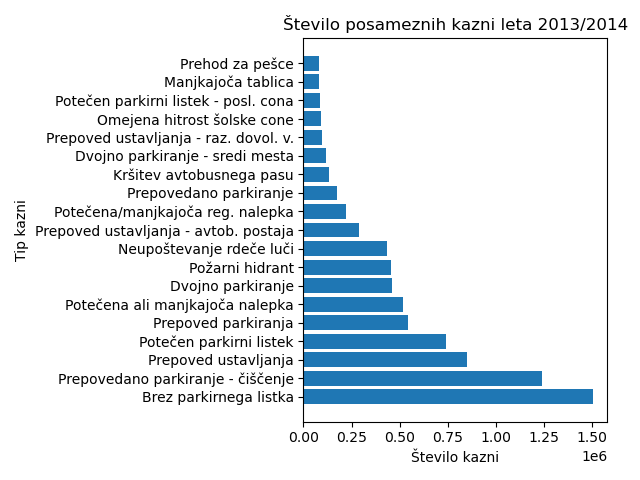 Število posameznih kazni leta 2013/2014
Tip kazni
Prehod za pešce
Manjkajoča tablica
Potečen parkirni listek - posl. cona
Omejena hitrost šolske cone
Prepoved ustavljanja - raz. dovol. v.
Dvojno parkiranje - sredi mesta
Kršitev avtobusnega pasu
Prepovedano parkiranje
Potečena/manjkajoča reg. nalepka
Prepoved ustavljanja - avtob. postaja
Neupoštevanje rdeče luči
Požarni hidrant
Dvojno parkiranje
Potečena ali manjkajoča nalepka
Prepoved parkiranja
Potečen parkirni listek
Prepoved ustavljanja
Prepovedano parkiranje - čiščenje
Brez parkirnega listka
0.00 0.25 0.50 0.75 1.00 1.25 1.50
Število kazni
1e6